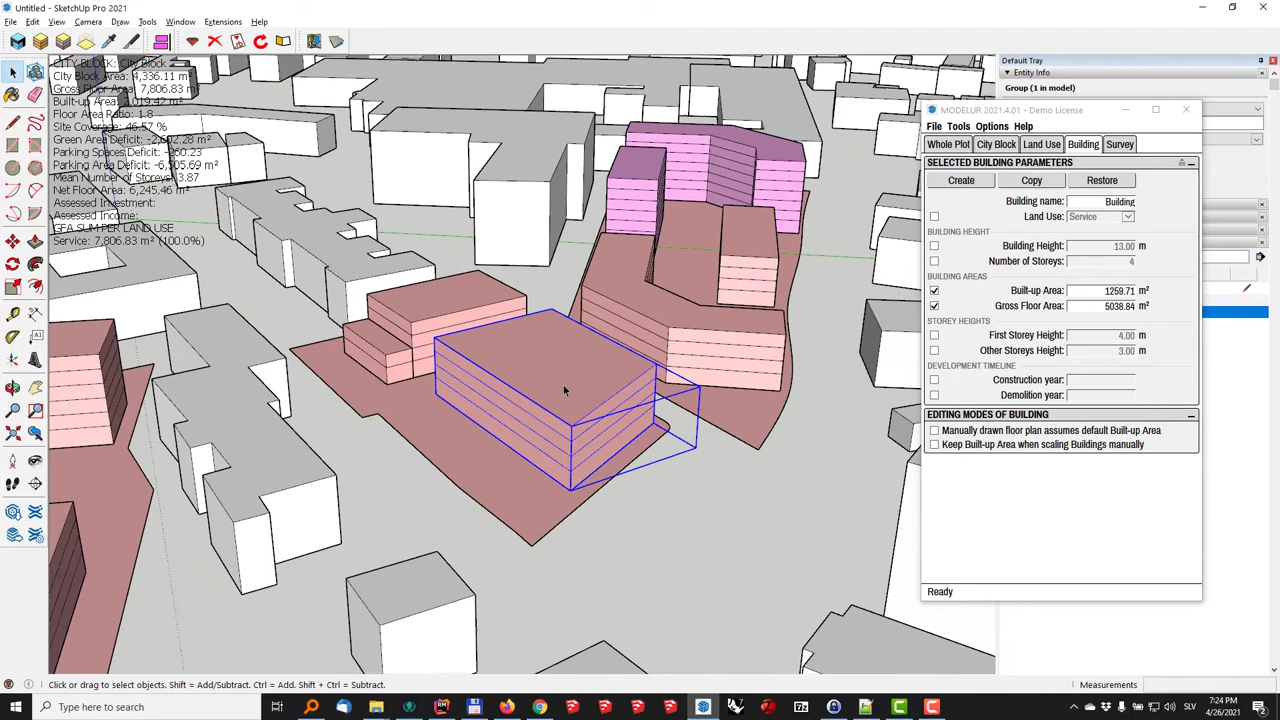 Untitled - SketchUp Pro 2021
File Edit View Camera Draw Tools Window Extensions Help
CITY BLOCK: City Block
City Block Area: 4,336.11 m²
Gross Floor Area: 7,806.83 m²
Built-up Area: 2,019.42 m²
Floor Area Ratio: 1.8
Site Coverage: 46.57 %
Green Area Deficit: -2,602.28 m²
Parking Spaces Deficit: -260.23
Parking Area Deficit: -6,505.69 m²
Mean Number of Storeys: 3.87
Net Floor Area: 6,245.46 m²
Assessed Investment:
Assessed Income:
GFA SUM PER LAND USE
Service: 7,806.83 m² (100.0%)
Default Tray
Entity Info
Group (1 in model)
MODELUR 2021.4.01 - Demo License
File Tools Options Help
Whole Plot City Block Land Use Building Survey
SELECTED BUILDING PARAMETERS
Create Copy Restore
Building name: Building
Land Use: Service
BUILDING HEIGHT
Building Height: 13.00 m
Number of Storeys: 4
BUILDING AREAS
Built-up Area: 1259.71 m²
Gross Floor Area: 5038.84 m²
STOREY HEIGHTS
First Storey Height: 4.00 m
Other Storeys Height: 3.00 m
DEVELOPMENT TIMELINE
Construction year:
Demolition year:
EDITING MODES OF BUILDING
Manually drawn floor plan assumes default Built-up Area
Keep Built-up Area when scaling Buildings manually
Ready
Click or drag to select objects. Shift = Add/Subtract. Ctrl = Add. Shift + Ctrl = Subtract.
Measurements
Type here to search
SLV
7:24 PM
4/26/2021